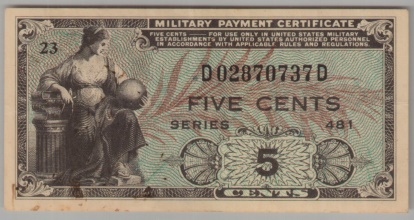 MILITARY PAYMENT CERTIFICATE
FIVE CENTS — FOR USE ONLY IN UNITED STATES MILITARY
ESTABLISHMENTS BY UNITED STATES AUTHORIZED PERSONNEL
IN ACCORDANCE WITH APPLICABLE RULES AND REGULATIONS.
23
D02870737D
FIVE CENTS
SERIES 481
5
CENTS